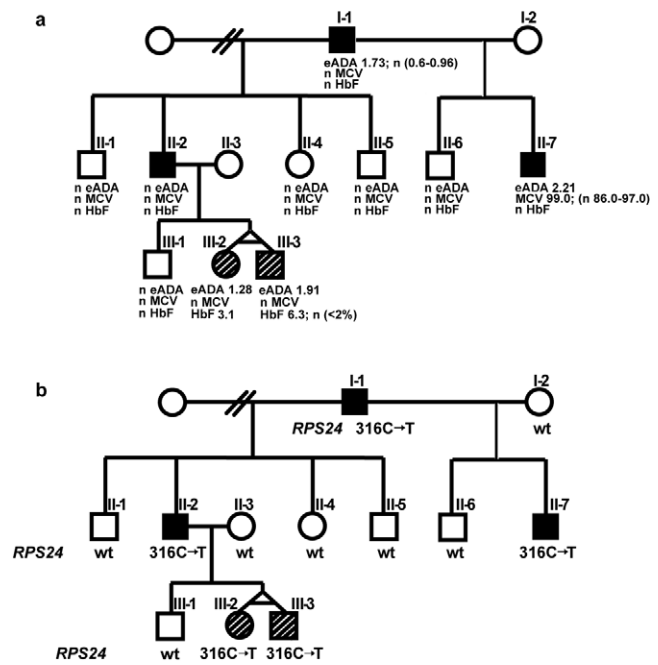 a
I-1
I-2
eADA 1.73; n (0.6-0.96)
n MCV
n HbF
II-1
II-2
II-3
II-4
II-5
II-6
II-7
n eADA
n MCV
n HbF
n eADA
n MCV
n HbF
n eADA
n MCV
n HbF
n eADA
n MCV
n HbF
n eADA
n MCV
n HbF
eADA 2.21
MCV 99.0; (n 86.0-97.0)
n HbF
III-1
III-2
III-3
n eADA
n MCV
n HbF
eADA 1.28
n MCV
HbF 3.1
eADA 1.91
n MCV
HbF 6.3; n (<2%)
b
I-1
I-2
RPS24 316C→T
wt
II-1
II-2
II-3
II-4
II-5
II-6
II-7
RPS24 wt 316C→T wt wt wt wt 316C→T
III-1
III-2
III-3
RPS24 wt 316C→T 316C→T